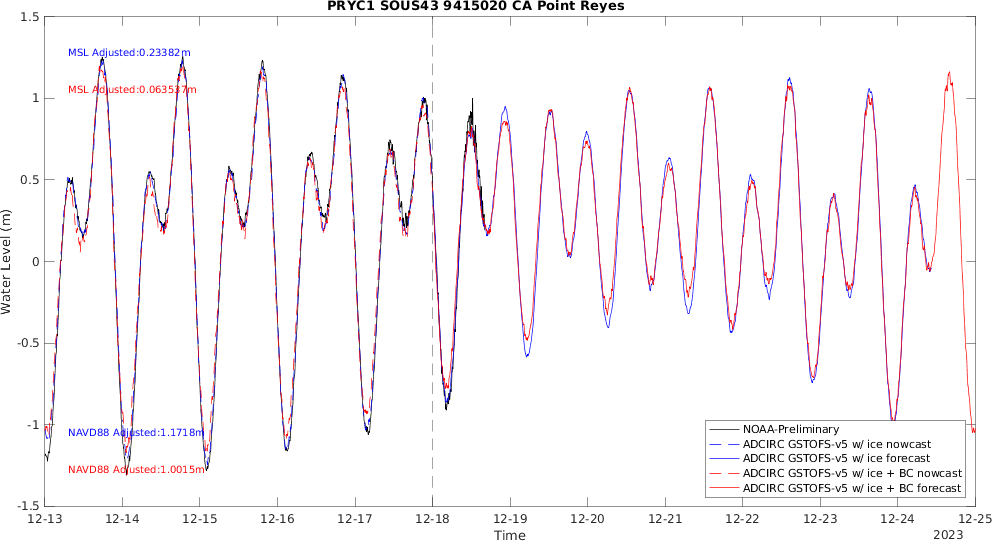 PRYC1 SOUS43 9415020 CA Point Reyes
Water Level (m)
1.5
1
0.5
0
-0.5
-1
-1.5
MSL Adjusted:0.23382m
MSL Adjusted:0.063537m
NAVD88 Adjusted:1.1718m
NAVD88 Adjusted:1.0015m
NOAA-Preliminary
ADCIRC GSTOFS-v5 w/ ice nowcast
ADCIRC GSTOFS-v5 w/ ice forecast
ADCIRC GSTOFS-v5 w/ ice + BC nowcast
ADCIRC GSTOFS-v5 w/ ice + BC forecast
12-13 12-14 12-15 12-16 12-17 12-18 12-19 12-20 12-21 12-22 12-23 12-24 12-25
Time
2023